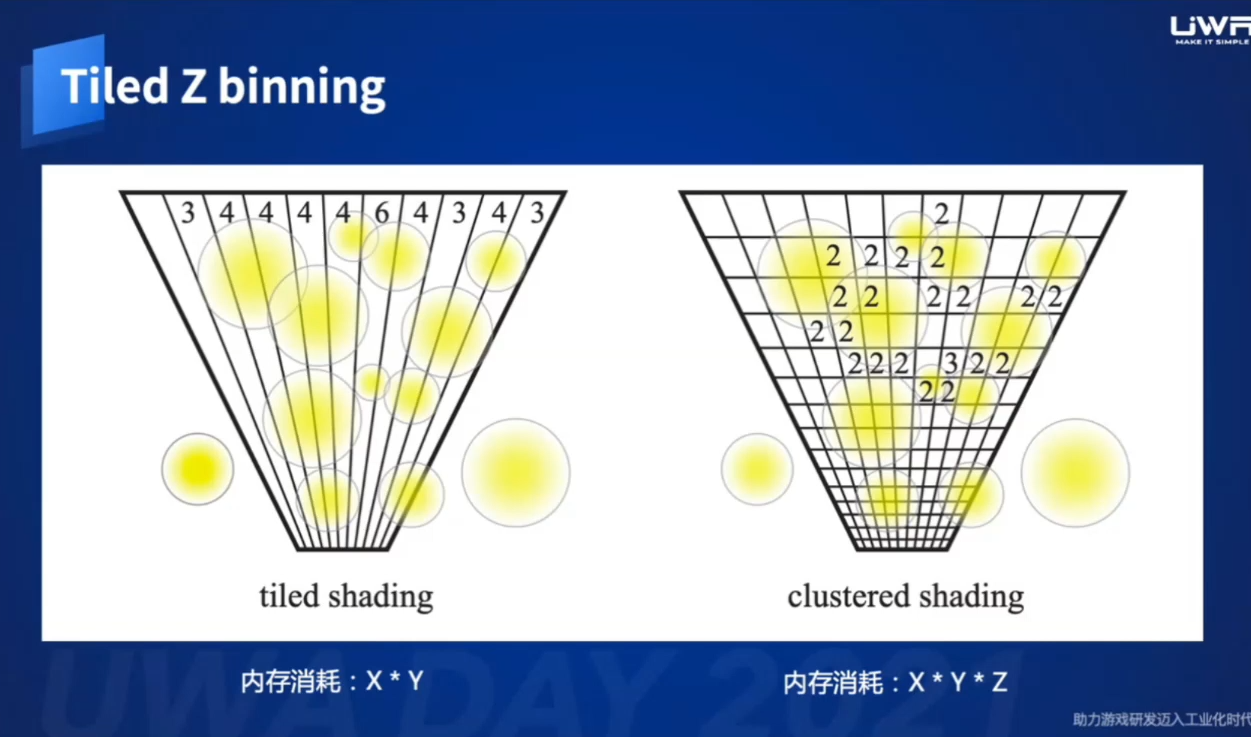 UWA
MAKE IT SIMPLE
Tiled Z binning
3 4 4 4 4 6 4 3 4 3
tiled shading
2
2 2 2 2
2 2 2 2 2 2
2 2
2 2 2 3 2 2
2 2
clustered shading
内存消耗：X * Y
内存消耗：X * Y * Z
UWA DAY 2021
助力游戏研发迈入工业化时代